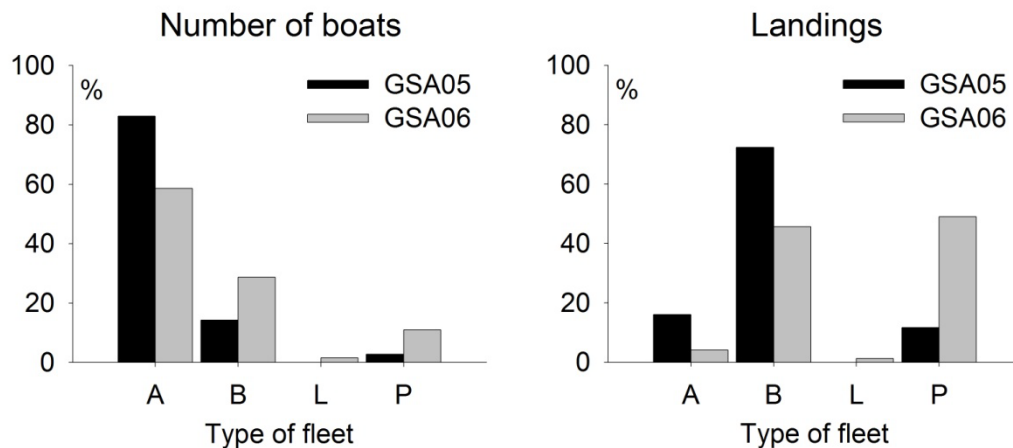 Number of boats
100
%
80
60
40
20
0
GSA05
GSA06
A B L P
Type of fleet
Landings
100
%
80
60
40
20
0
GSA05
GSA06
A B L P
Type of fleet